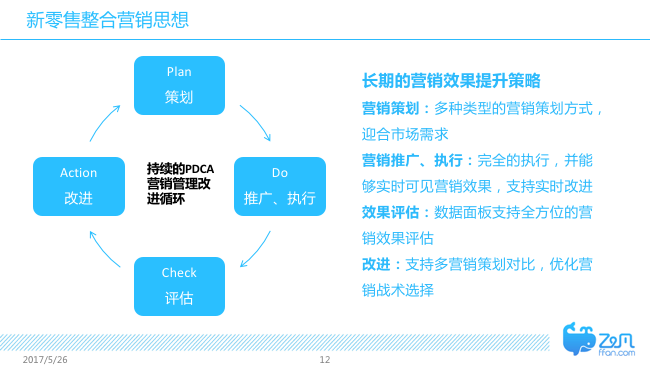 新零售整合营销思想
Plan
策划
Action
改进
持续的PDCA
营销管理改
进循环
Do
推广、执行
Check
评估
长期的营销效果提升策略
营销策划：多种类型的营销策划方式，
迎合市场需求
营销推广、执行：完全的执行，并能
够实时可见营销效果，支持实时改进
效果评估：数据面板支持全方位的营
销效果评估
改进：支持多营销策划对比，优化营
销战术选择
飞凡
ffan.com
2017/5/26
12